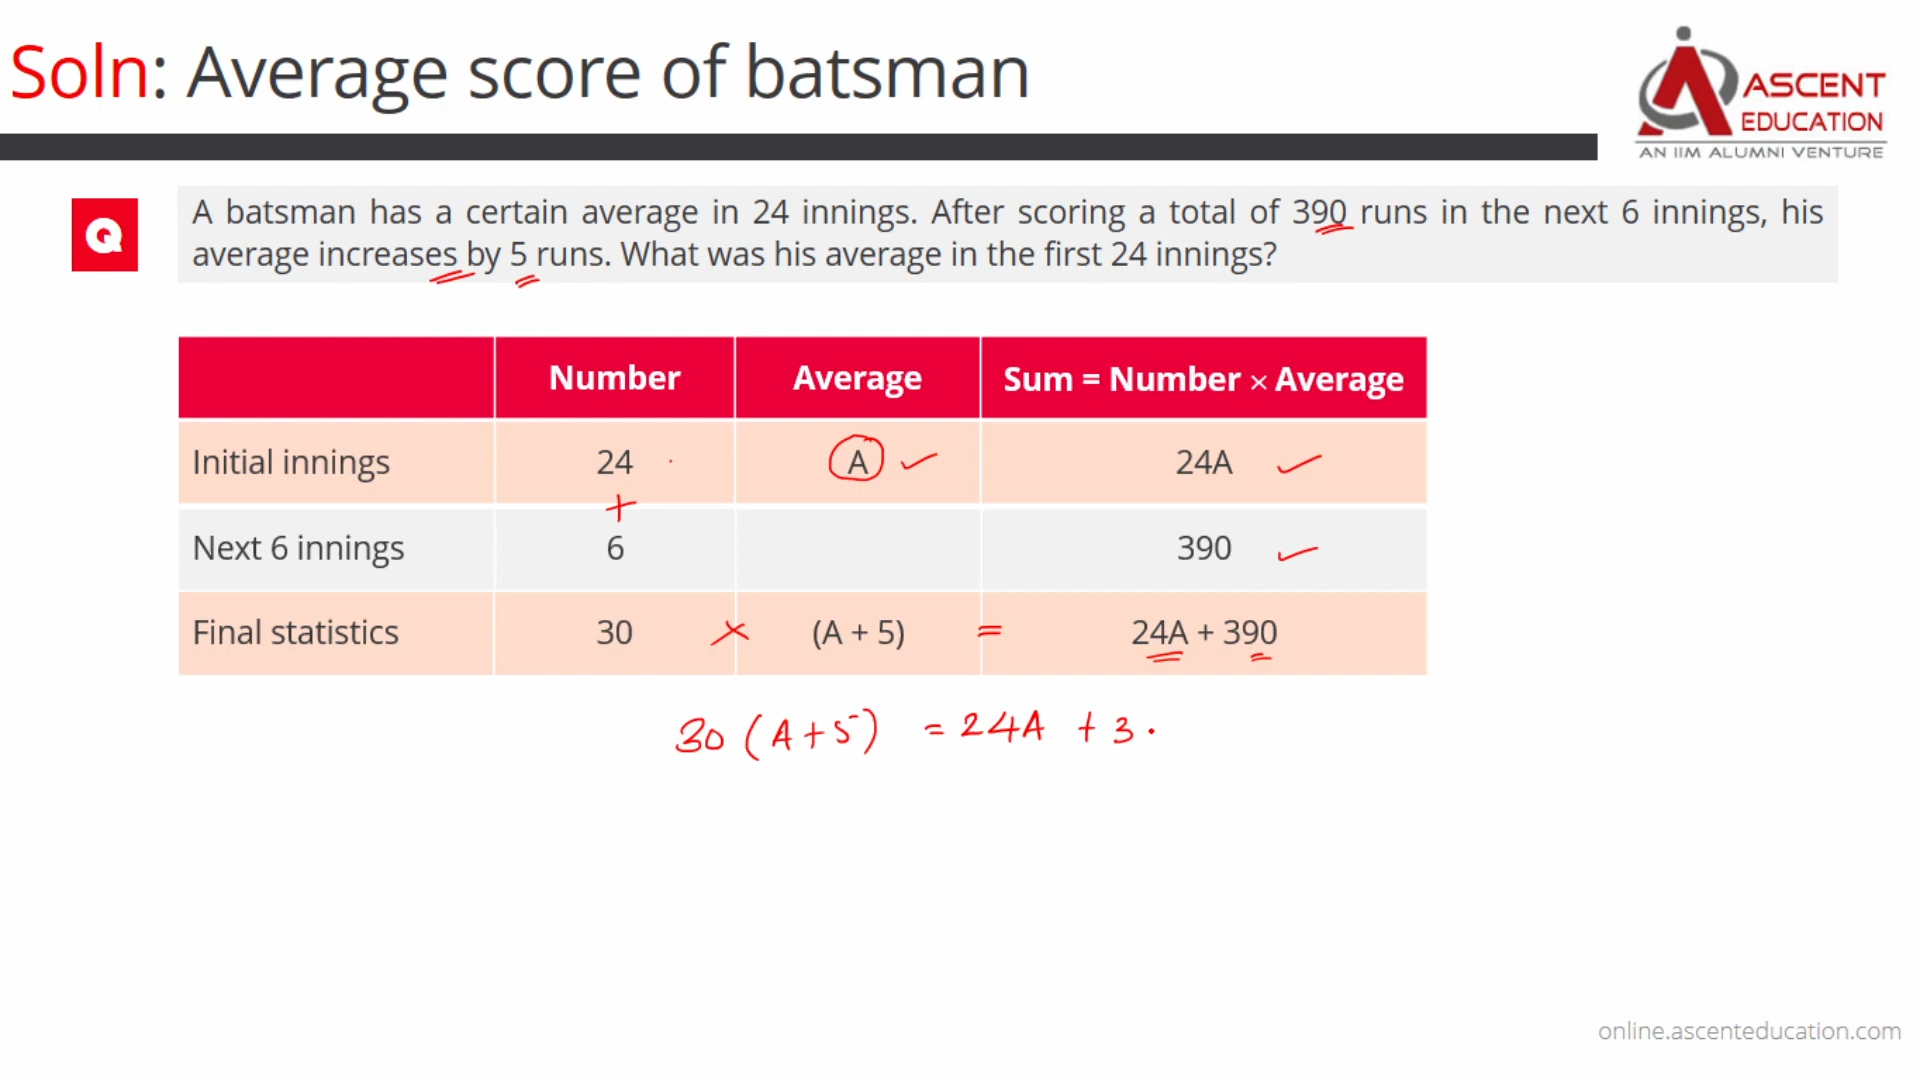 Soln: Average score of batsman
ASCENT
EDUCATION
AN IIM ALUMNI VENTURE
Q
A batsman has a certain average in 24 innings. After scoring a total of 390 runs in the next 6 innings, his
average increases by 5 runs. What was his average in the first 24 innings?
Number Average Sum = Number × Average
Initial innings 24 A 24A
+
Next 6 innings 6 390
Final statistics 30 × (A + 5) = 24A + 390
30 (A+5) = 24A + 3
online.ascenteducation.com